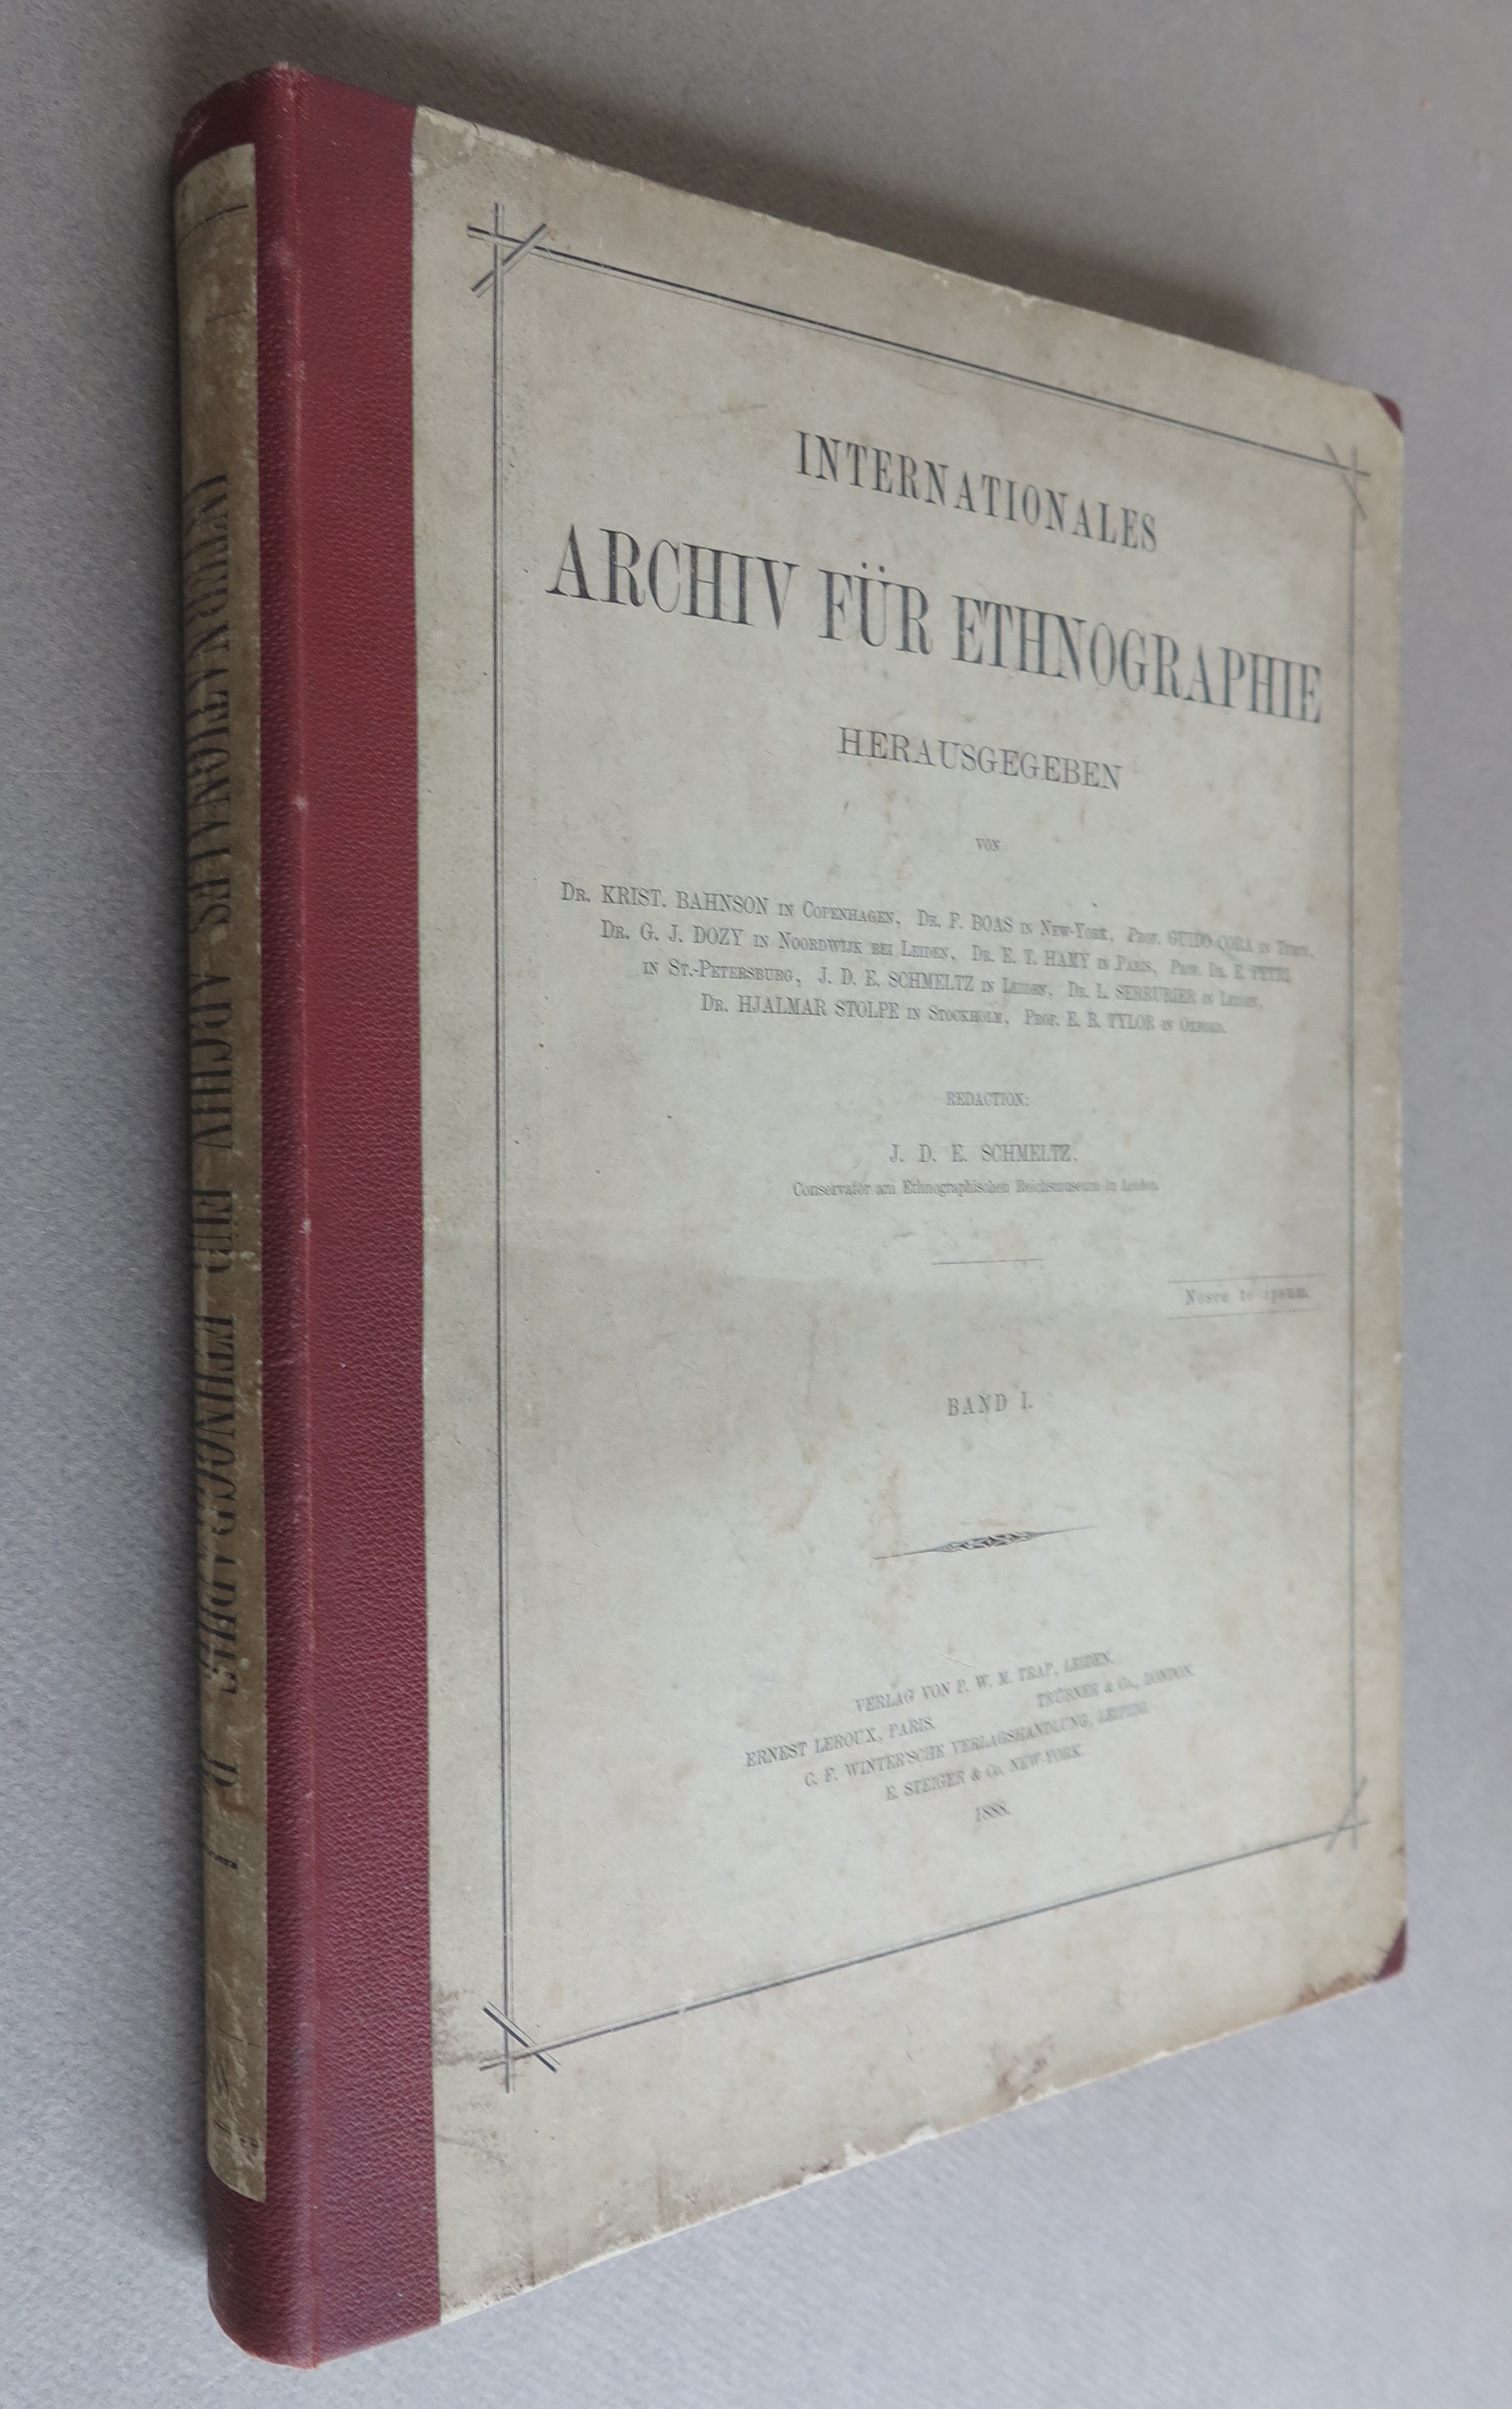 INTERNATIONALES
ARCHIV FÜR ETHNOGRAPHIE
HERAUSGEGEBEN
VON
DR. KRIST. BAHNSON IN COPENHAGEN, DR. F. BOAS IN NEW-YORK, PROF. GUIDO CORA IN TURIN,
DR. G. J. DOZY IN NOORDWIJK BEI LEIDEN, DR. E. T. HAMY IN PARIS, PROF. DR. E. PETRI
IN ST.-PETERSBURG, J. D. E. SCHMELTZ IN LEIDEN, DR. L. SERRURIER IN LEIDEN,
DR. HJALMAR STOLPE IN STOCKHOLM, PROF. E. B. TYLOR IN OXFORD.
REDACTION:
J. D. E. SCHMELTZ.
Conservator am Ethnographischen Reichsmuseum in Leiden.
Nosce te ipsum.
BAND I.
VERLAG VON P. W. M. TRAP, LEIDEN.
ERNEST LEROUX, PARIS. TRÜBNER & Co., LONDON.
C. F. WINTER'SCHE VERLAGSHANDLUNG, LEIPZIG.
E. STEIGER & Co. NEW-YORK.
1888.
INTERNATIONALES ARCHIV FÜR ETHNOGRAPHIE